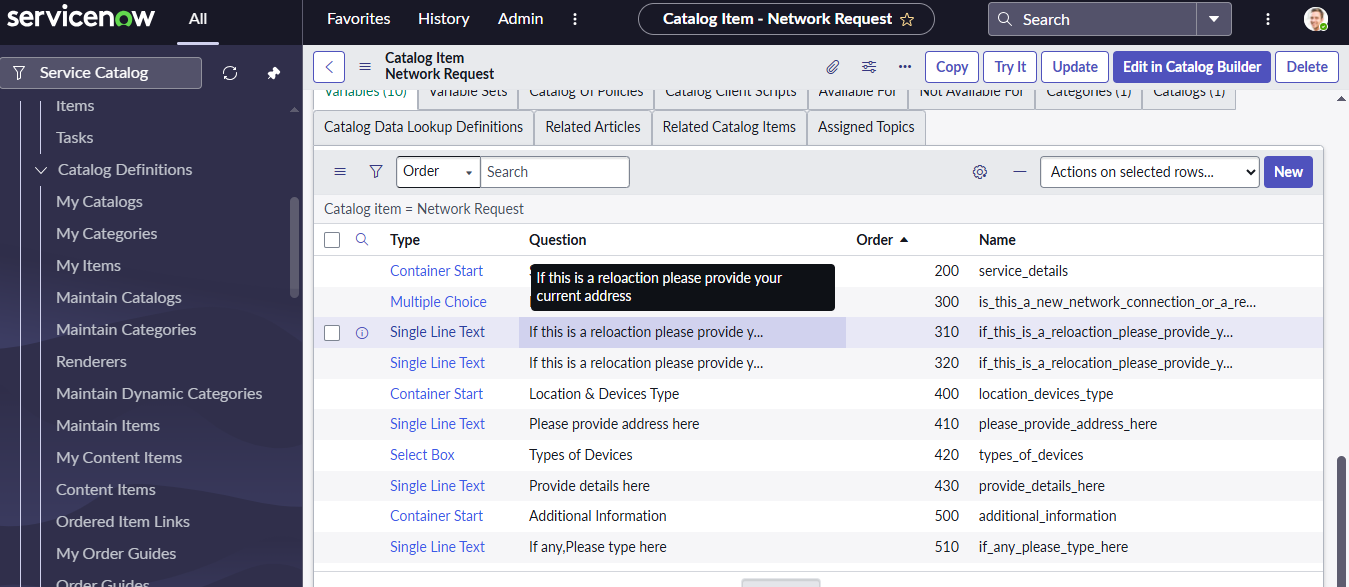 servicenow
All
Favorites
History
Admin
Catalog Item - Network Request
Search
Service Catalog
Items
Tasks
Catalog Definitions
My Catalogs
My Categories
My Items
Maintain Catalogs
Maintain Categories
Renderers
Maintain Dynamic Categories
Maintain Items
My Content Items
Content Items
Ordered Item Links
My Order Guides
Order Guides
Catalog Item
Network Request
Copy
Try It
Update
Edit in Catalog Builder
Delete
Variables (10)
Variable Sets
Catalog UI Policies
Catalog Client Scripts
Available For
Not Available For
Categories (1)
Catalogs (1)
Catalog Data Lookup Definitions
Related Articles
Related Catalog Items
Assigned Topics
Order
Search
Actions on selected rows...
New
Catalog item = Network Request
Type Question Order Name
Container Start 200 service_details
If this is a reloaction please provide your
current address
Multiple Choice 300 is_this_a_new_network_connection_or_a_re...
Single Line Text If this is a reloaction please provide y... 310 if_this_is_a_reloaction_please_provide_y...
Single Line Text If this is a relocation please provide y... 320 if_this_is_a_relocation_please_provide_y...
Container Start Location & Devices Type 400 location_devices_type
Single Line Text Please provide address here 410 please_provide_address_here
Select Box Types of Devices 420 types_of_devices
Single Line Text Provide details here 430 provide_details_here
Container Start Additional Information 500 additional_information
Single Line Text If any,Please type here 510 if_any_please_type_here